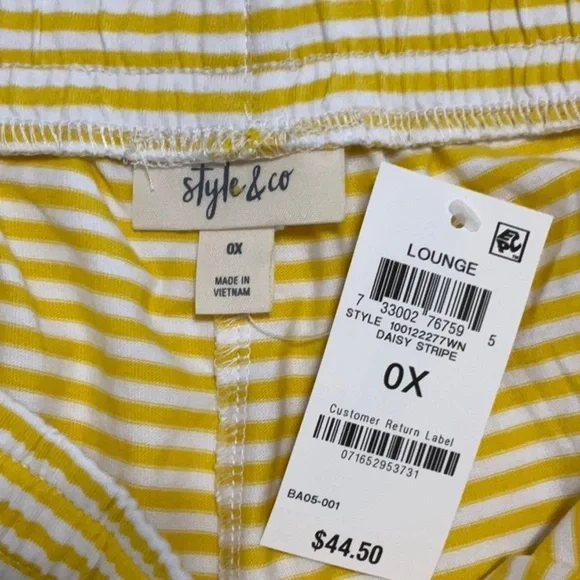 style & co
0X
MADE IN
VIETNAM
LOUNGE
7 33002 76759 5
STYLE 100122277WN
DAISY STRIPE
0X
Customer Return Label
071652953731
BA05-001
$44.50